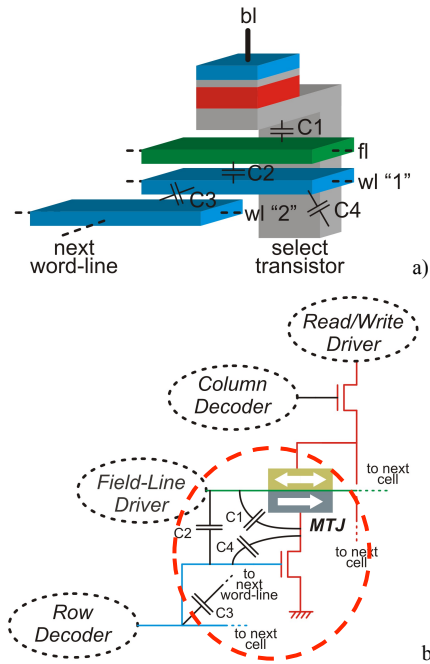 bl
C1
fl
C2
wl “1”
C3
C4
wl “2”
next
word-line
select
transistor
a)
Read/Write
Driver
Column
Decoder
Field-Line
Driver
to next
cell
C1
MTJ
C2
C4
to next
cell
to
next
word-line
C3
Row
Decoder
to next
cell
b